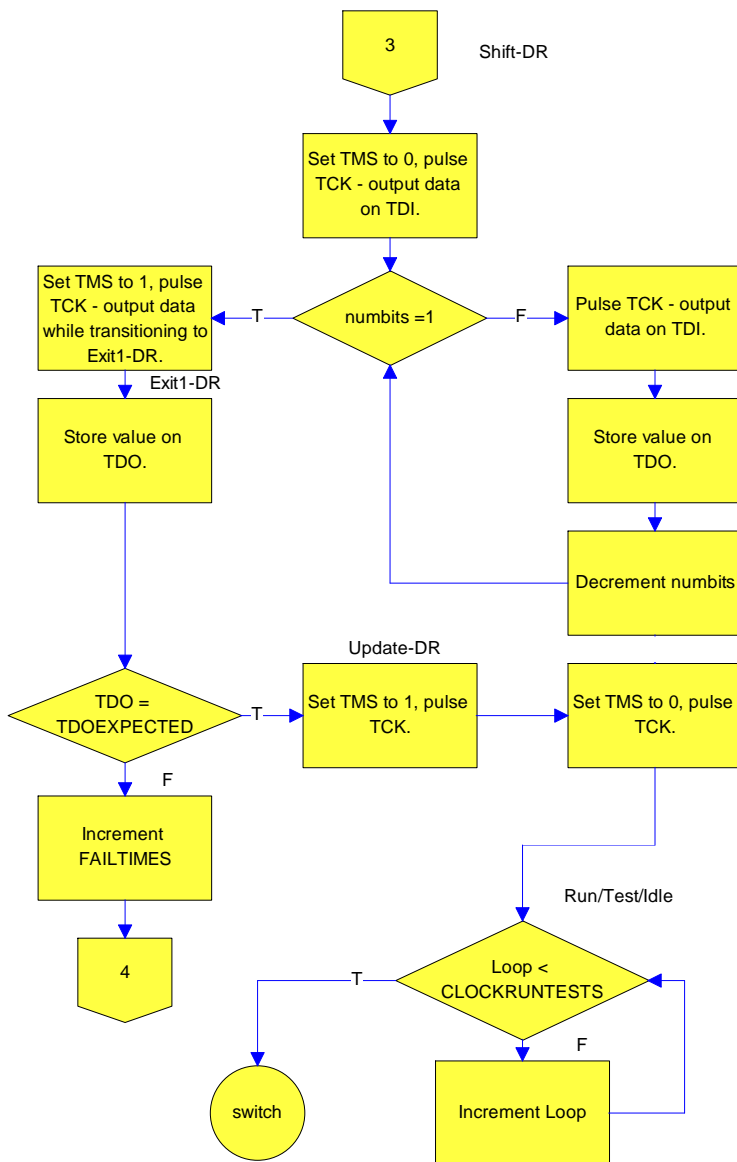 3
Shift-DR
Set TMS to 0, pulse
TCK - output data
on TDI.
Set TMS to 1, pulse
TCK - output data
while transitioning to
Exit1-DR.
T
numbits =1
F
Pulse TCK - output
data on TDI.
Exit1-DR
Store value on
TDO.
Store value on
TDO.
Decrement numbits
Update-DR
TDO =
TDOEXPECTED
T
Set TMS to 1, pulse
TCK.
Set TMS to 0, pulse
TCK.
F
Increment
FAILTIMES
4
Run/Test/Idle
Loop <
CLOCKRUNTESTS
T
F
switch
Increment Loop